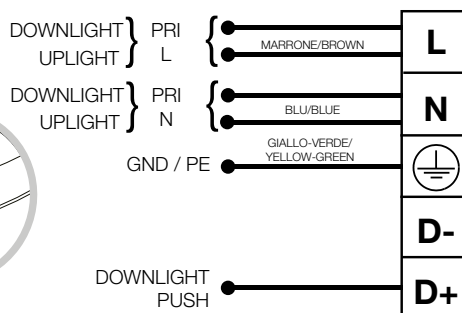 DOWNLIGHT } PRI { MARRONE/BROWN L
UPLIGHT L
DOWNLIGHT } PRI { BLU/BLUE N
UPLIGHT N
GIALLO-VERDE/
YELLOW-GREEN
GND / PE
D-
DOWNLIGHT
PUSH D+